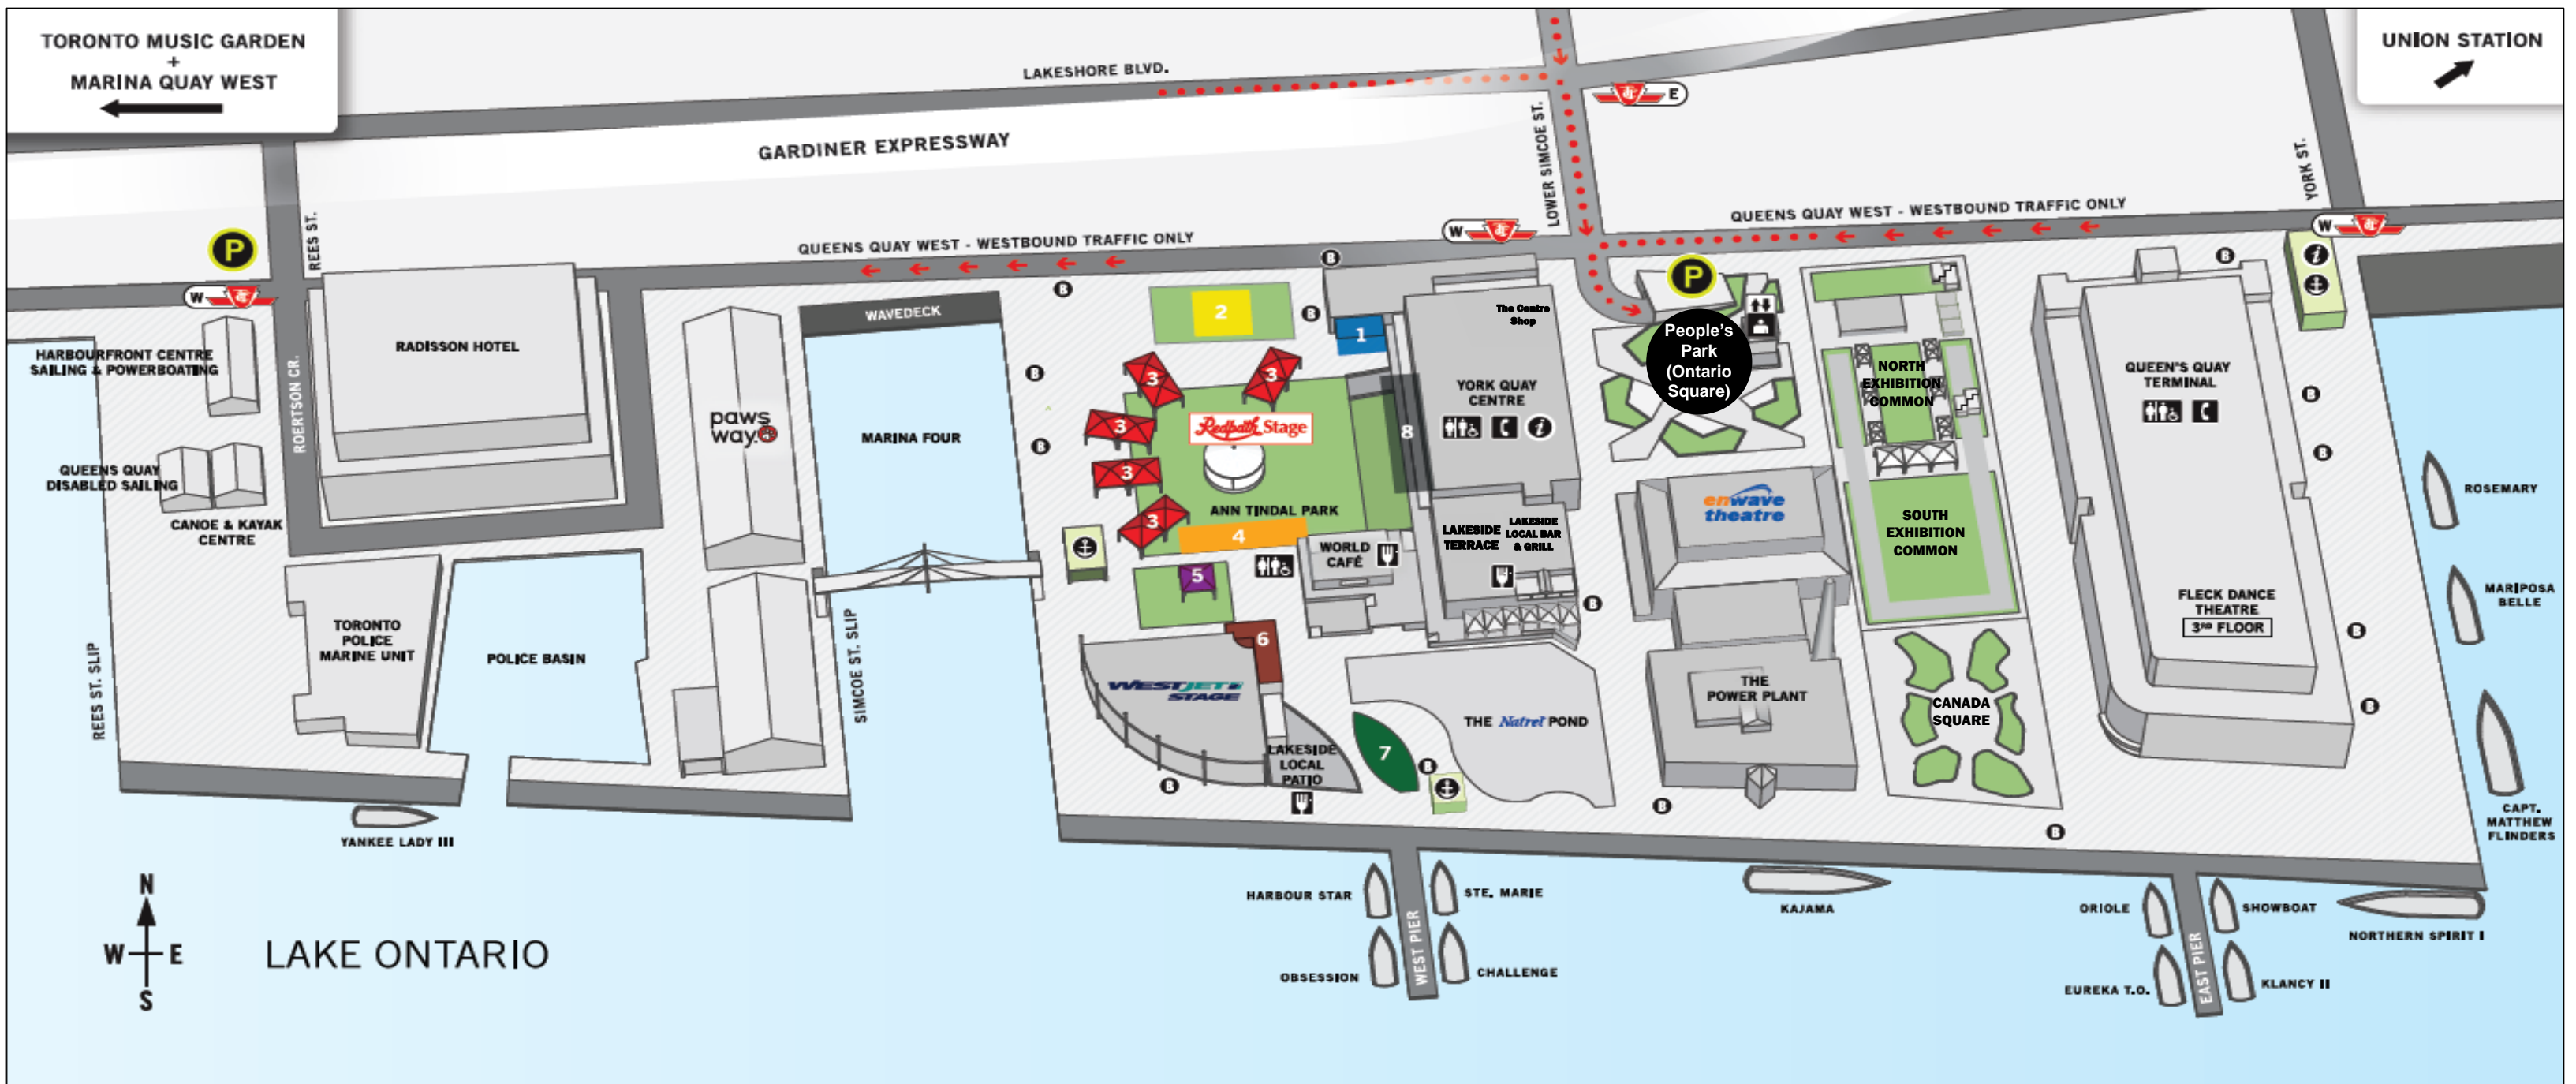 TORONTO MUSIC GARDEN
+
MARINA QUAY WEST
UNION STATION
LAKESHORE BLVD.
E
GARDINER EXPRESSWAY
LOWER SIMCOE ST.
YORK ST.
REES ST.
P
W
QUEENS QUAY WEST - WESTBOUND TRAFFIC ONLY
W
QUEENS QUAY WEST - WESTBOUND TRAFFIC ONLY
W
B
B
B
B
B
B
HARBOURFRONT CENTRE
SAILING & POWERBOATING
ROERTSON CR.
RADISSON HOTEL
QUEENS QUAY
DISABLED SAILING
CANOE & KAYAK
CENTRE
paws
way.
WAVEDECK
MARINA FOUR
2
1
3
3
3
3
3
Redpath Stage
ANN TINDAL PARK
4
5
6
7
8
The Centre
Shop
YORK QUAY
CENTRE
i
P
People's
Park
(Ontario
Square)
NORTH
EXHIBITION
COMMON
SOUTH
EXHIBITION
COMMON
QUEEN'S QUAY
TERMINAL
i
B
B
FLECK DANCE
THEATRE
3RD FLOOR
B
B
ROSEMARY
MARIPOSA
BELLE
CAPT.
MATTHEW
FLINDERS
WORLD
CAFÉ
LAKESIDE
TERRACE
LAKESIDE
LOCAL BAR
& GRILL
B
enwave
theatre
THE
POWER PLANT
CANADA
SQUARE
THE Natrel POND
WESTJET
STAGE
LAKESIDE
LOCAL
PATIO
B
B
B
B
REES ST. SLIP
TORONTO
POLICE
MARINE UNIT
POLICE BASIN
SIMCOE ST. SLIP
YANKEE LADY III
HARBOUR STAR
STE. MARIE
OBSESSION
CHALLENGE
WEST PIER
KAJAMA
ORIOLE
SHOWBOAT
EUREKA T.O.
KLANCY II
EAST PIER
NORTHERN SPIRIT I
N
W E
S
LAKE ONTARIO